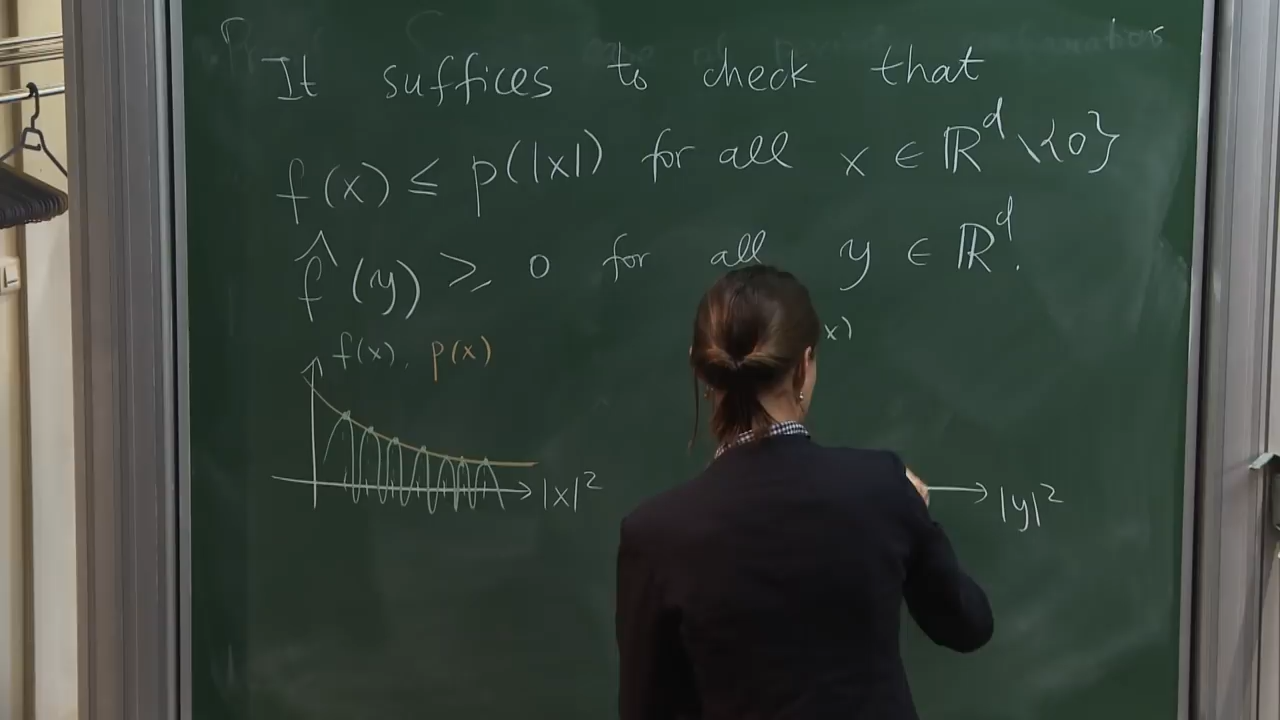 It suffices to check that
f(x) ≤ p(|x|) for all x ∈ ℝ^d \ {0}
f̂(y) ≥ 0 for all y ∈ ℝ^d.
f(x), p(x)
x)
|x|²
|y|²